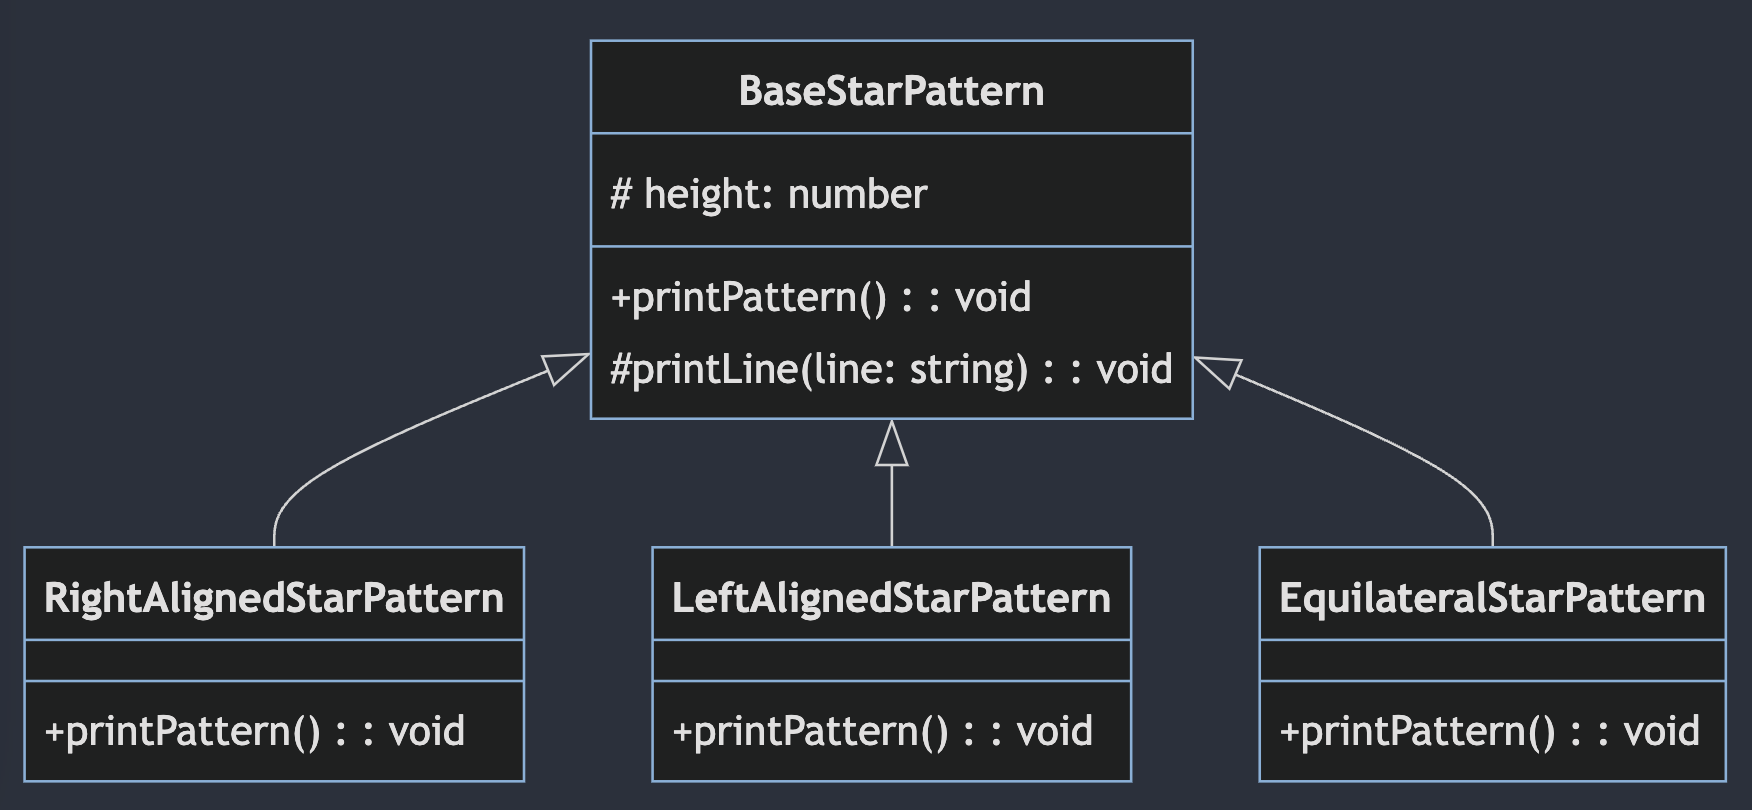 BaseStarPattern
# height: number
+printPattern() : : void
#printLine(line: string) : : void
RightAlignedStarPattern
+printPattern() : : void
LeftAlignedStarPattern
+printPattern() : : void
EquilateralStarPattern
+printPattern() : : void